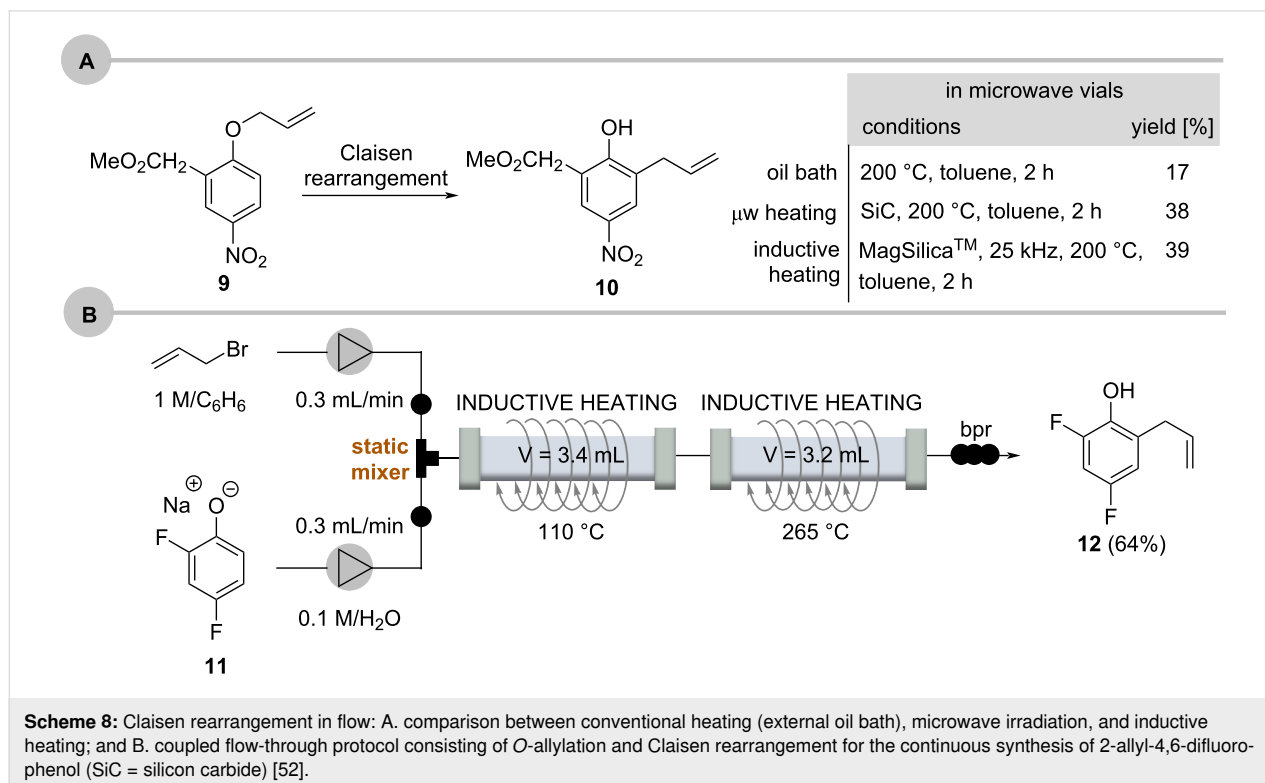 A
in microwave vials
conditions yield [%]
oil bath 200 °C, toluene, 2 h 17
μw heating SiC, 200 °C, toluene, 2 h 38
inductive heating MagSilica™, 25 kHz, 200 °C, toluene, 2 h 39
O
MeO₂CH₂C
NO₂
9
Claisen
rearrangement
OH
MeO₂CH₂C
NO₂
10
B
Br
1 M/C₆H₆
0.3 mL/min
static
mixer
Na⊕
O⊖
F
F
11
0.3 mL/min
0.1 M/H₂O
INDUCTIVE HEATING
V = 3.4 mL
110 °C
INDUCTIVE HEATING
V = 3.2 mL
265 °C
bpr
OH
F
F
12 (64%)
Scheme 8: Claisen rearrangement in flow: A. comparison between conventional heating (external oil bath), microwave irradiation, and inductive
heating; and B. coupled flow-through protocol consisting of O-allylation and Claisen rearrangement for the continuous synthesis of 2-allyl-4,6-difluoro-
phenol (SiC = silicon carbide) [52].